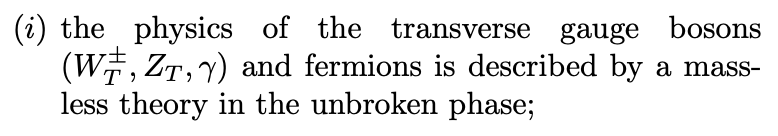 (i) the physics of the transverse gauge bosons
(W_T^±, Z_T, γ) and fermions is described by a mass-
less theory in the unbroken phase;